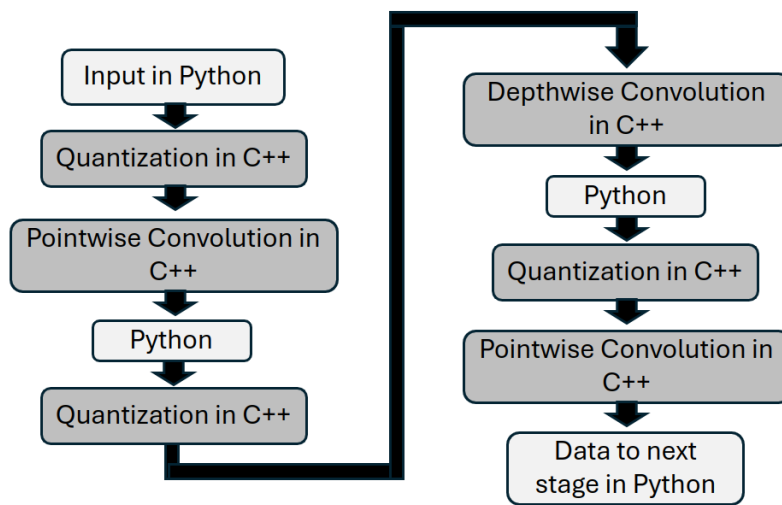 Input in Python
Quantization in C++
Pointwise Convolution in
C++
Python
Quantization in C++
Depthwise Convolution
in C++
Python
Quantization in C++
Pointwise Convolution in
C++
Data to next
stage in Python